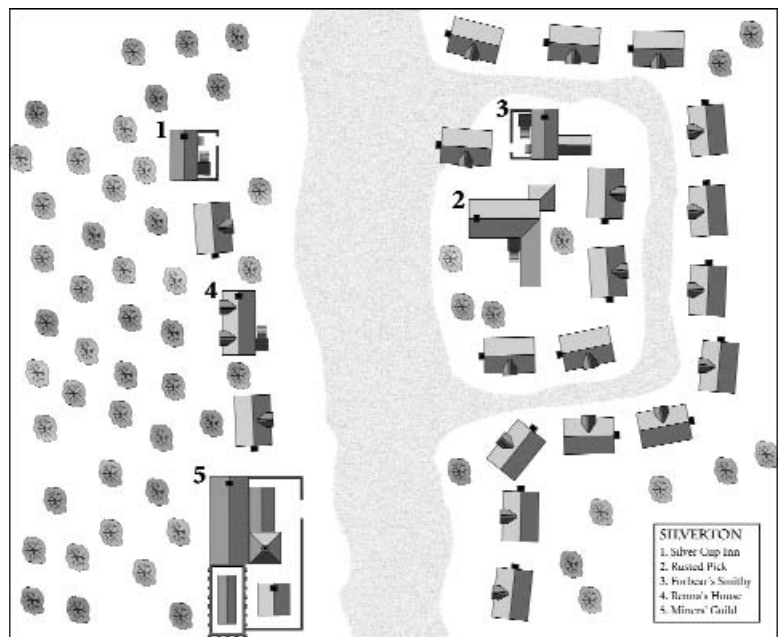 1
3
2
4
5
SILVERTON
1. Silver Cup Inn
2. Rusted Pick
3. Forbear's Smithy
4. Renna's House
5. Miners' Guild